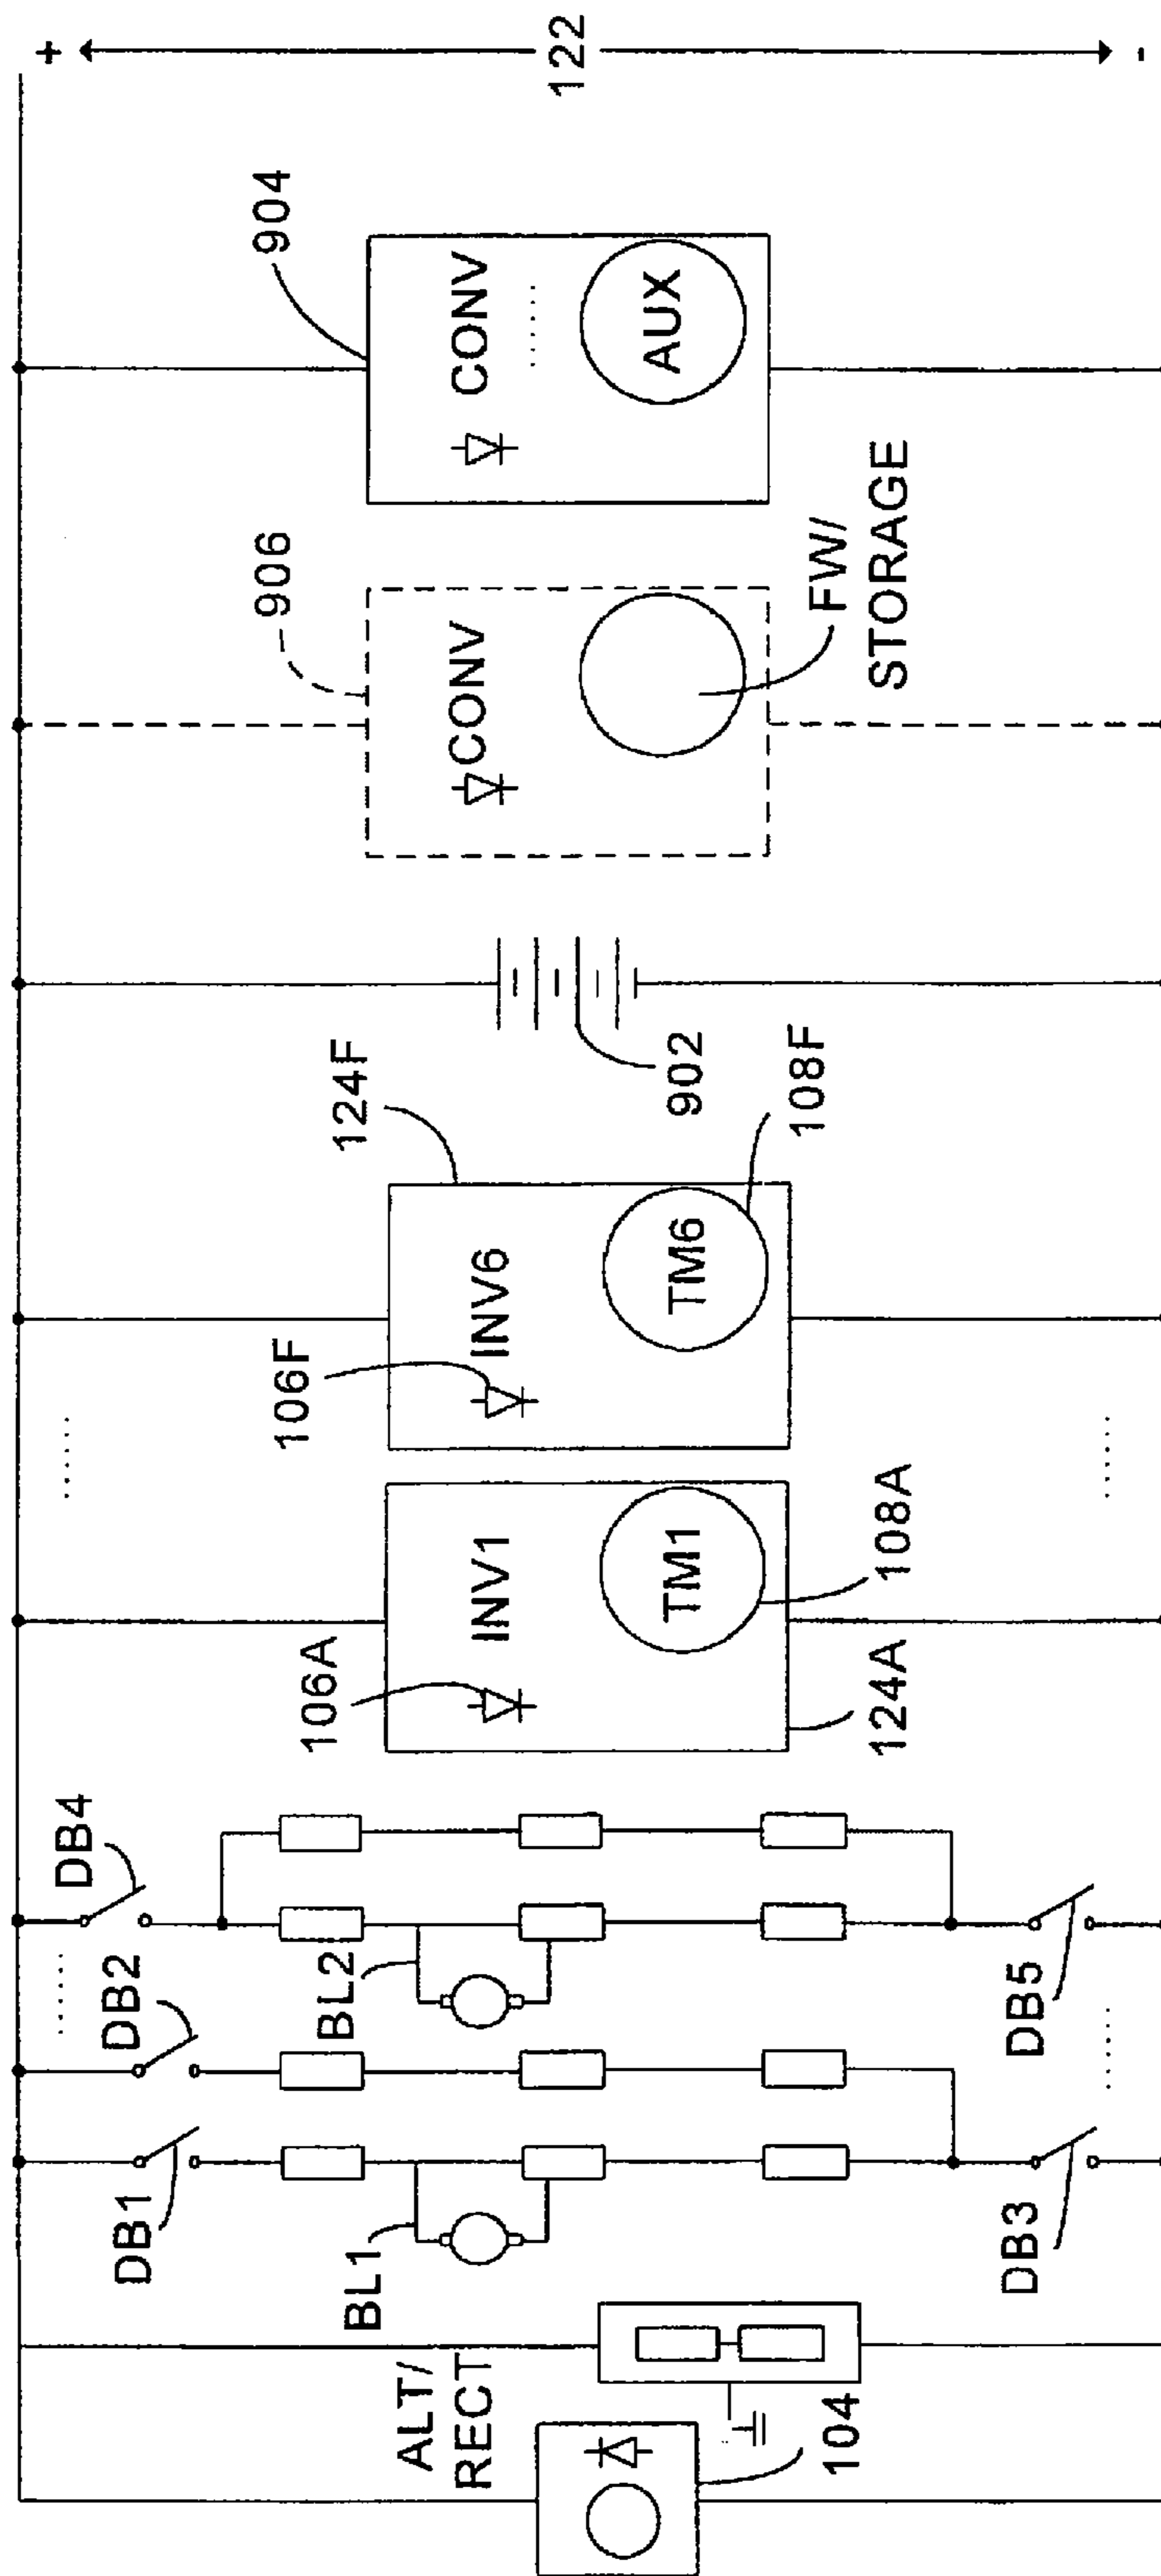 +
122
-
904
CONV
......
AUX
906
CONV
FW/
STORAGE
902
124F
INV6
TM6
106F
108F
.....
.....
106A
INV1
TM1
108A
124A
DB4
.....
DB2
BL2
DB5
.....
DB1
BL1
DB3
ALT/
RECT
104